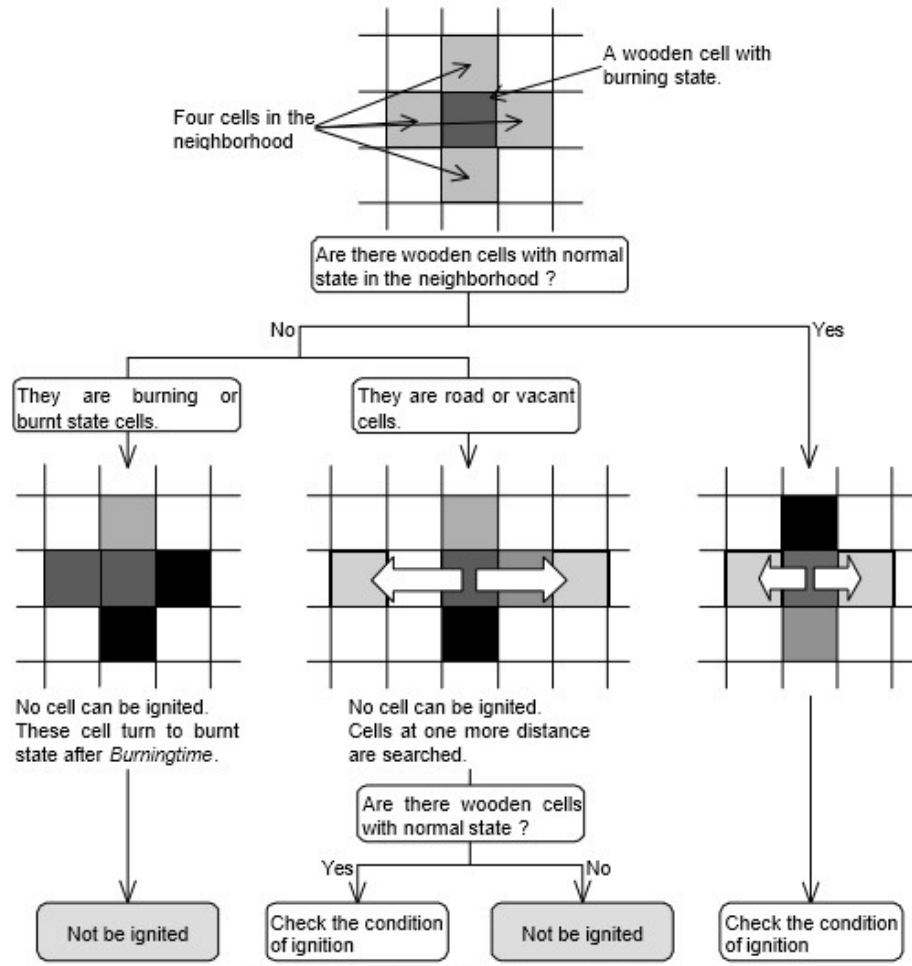 A wooden cell with
burning state.
Four cells in the
neighborhood
Are there wooden cells with normal
state in the neighborhood ?
No
Yes
They are burning or
burnt state cells.
They are road or vacant
cells.
No cell can be ignited.
These cell turn to burnt
state after Burningtime.
No cell can be ignited.
Cells at one more distance
are searched.
Are there wooden cells
with normal state ?
Yes
No
Not be ignited
Check the condition
of ignition
Not be ignited
Check the condition
of ignition